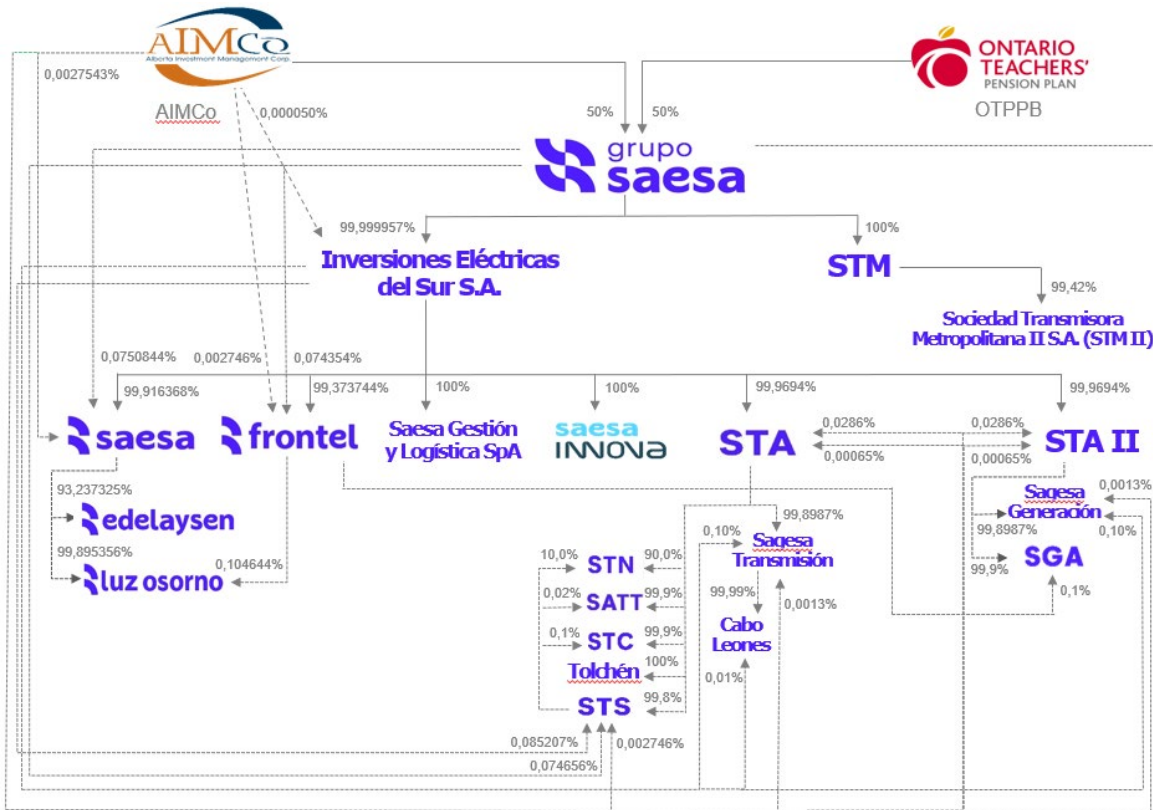 AIMCo
Alberta Investment Management Corp.
AIMCo
0,0027543%
0,000050%
ONTARIO
TEACHERS'
PENSION PLAN
OTPPB
50%
50%
grupo
saesa
99,999957%
100%
Inversiones Eléctricas
del Sur S.A.
STM
99,42%
Sociedad Transmisora
Metropolitana II S.A. (STM II)
0,0750844%
0,002746%
0,074354%
99,916368%
99,373744%
100%
100%
99,9694%
99,9694%
saesa
frontel
Saesa Gestión
y Logística SpA
saesa
INNOVA
STA
0,0286%
0,00065%
0,0286%
0,00065%
STA II
93,237325%
edelaysen
99,895356%
luz osorno
0,104644%
Sagesa
Generación
0,0013%
0,10%
99,8987%
SGA
99,9%
0,1%
99,8987%
0,10%
Sagesa
Transmisión
99,99%
0,0013%
Cabo
Leones
0,01%
10,0%
STN
90,0%
0,02%
SATT
99,9%
0,1%
STC
99,9%
Tolchén
100%
STS
99,8%
0,085207%
0,002746%
0,074656%